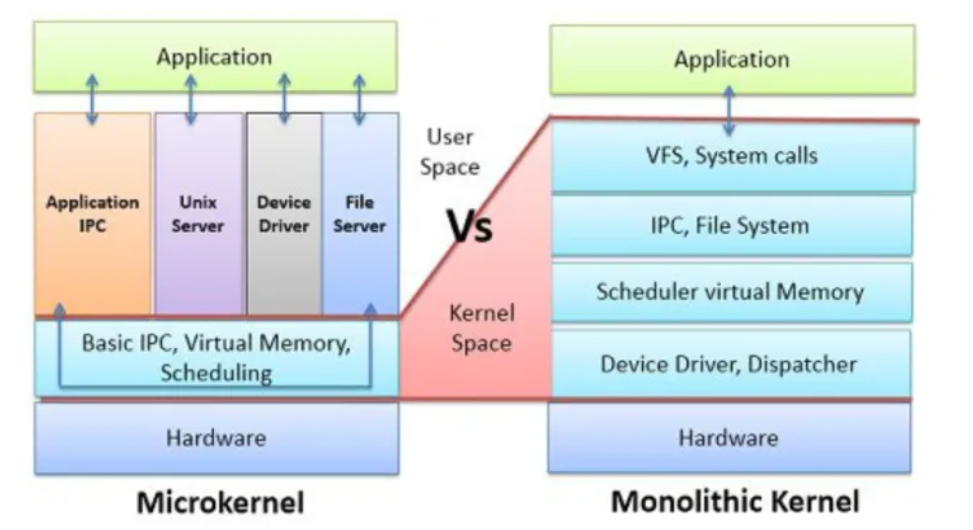 Application
Application
IPC
Unix
Server
Device
Driver
File
Server
Basic IPC, Virtual Memory,
Scheduling
Hardware
Microkernel
User
Space
Vs
Kernel
Space
Application
VFS, System calls
IPC, File System
Scheduler virtual Memory
Device Driver, Dispatcher
Hardware
Monolithic Kernel